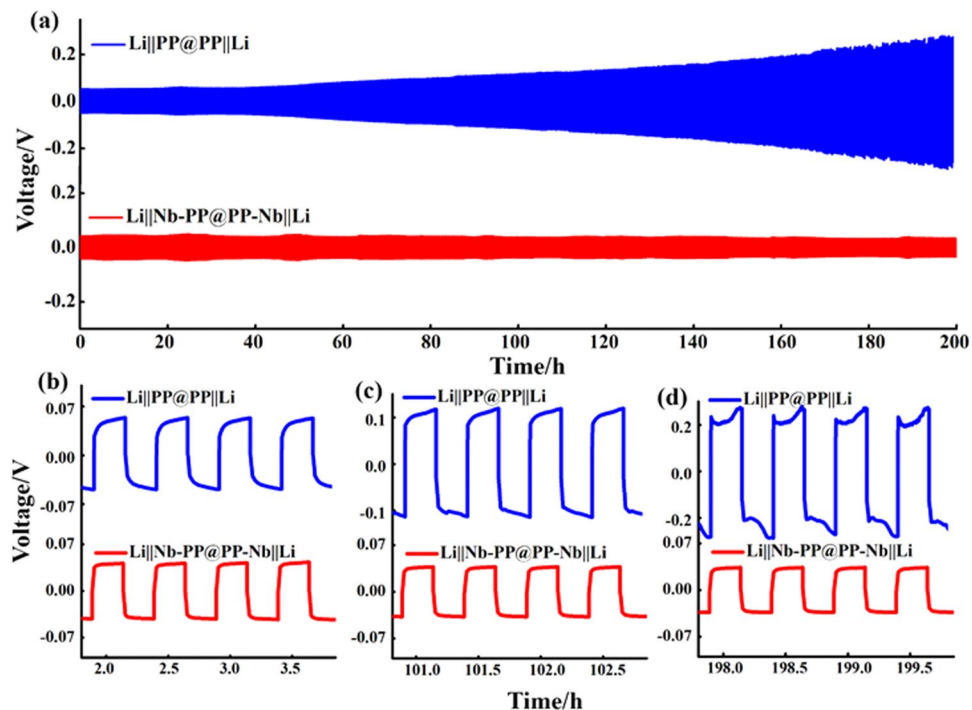 (a)
Li||PP@PP||Li
0.2
0.0
-0.2
0.2
Li||Nb-PP@PP-Nb||Li
0.0
-0.2
Voltage/V
0 20 40 60 80 100 120 140 160 180 200
Time/h
(b)
Li||PP@PP||Li
0.07
0.00
-0.07
0.07
Li||Nb-PP@PP-Nb||Li
0.00
-0.07
Voltage/V
2.0 2.5 3.0 3.5
(c)
Li||PP@PP||Li
0.1
0.0
-0.1
0.07
Li||Nb-PP@PP-Nb||Li
0.00
-0.07
101.0 101.5 102.0 102.5
(d)
Li||PP@PP||Li
0.2
0.0
-0.2
0.07
Li||Nb-PP@PP-Nb||Li
0.00
-0.07
198.0 198.5 199.0 199.5
Time/h